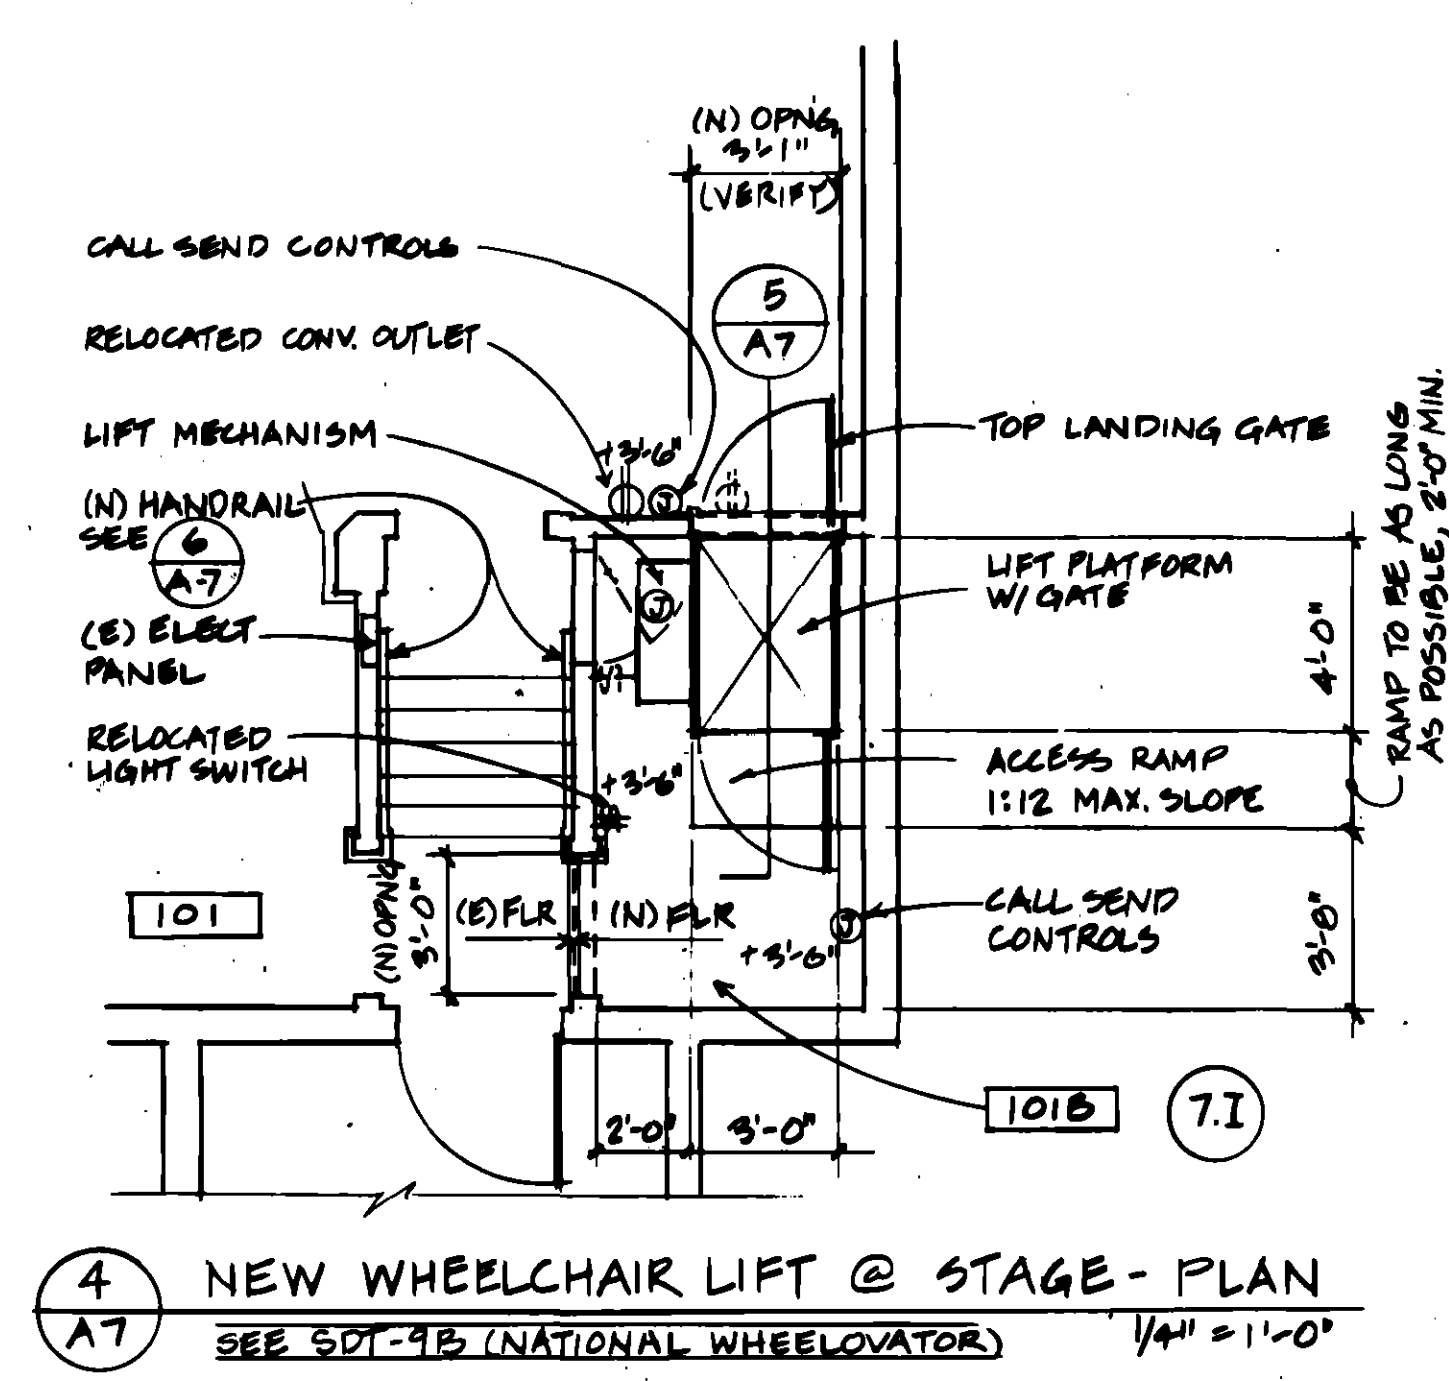 (N) OPNG
3'-1"
(VERIFY)
CALL SEND CONTROLS
5
A7
RELOCATED CONV. OUTLET
LIFT MECHANISM
+3'-6"
TOP LANDING GATE
(N) HANDRAIL
SEE 6
A-7
J
LIFT PLATFORM
W/ GATE
J
(E) ELECT
PANEL
4'-0"
RAMP TO BE AS LONG
AS POSSIBLE, 2'-0" MIN.
RELOCATED
LIGHT SWITCH
+3'-6"
ACCESS RAMP
1:12 MAX. SLOPE
101
(N) OPNG
3'-0"
(E) FLR
(N) FLR
J
CALL SEND
CONTROLS
+3'-6"
3'-8"
2'-0"
3'-0"
101B
7.I
4
A7
NEW WHEELCHAIR LIFT @ STAGE - PLAN
SEE SDT-9B (NATIONAL WHEELOVATOR)
1/4" = 1'-0"